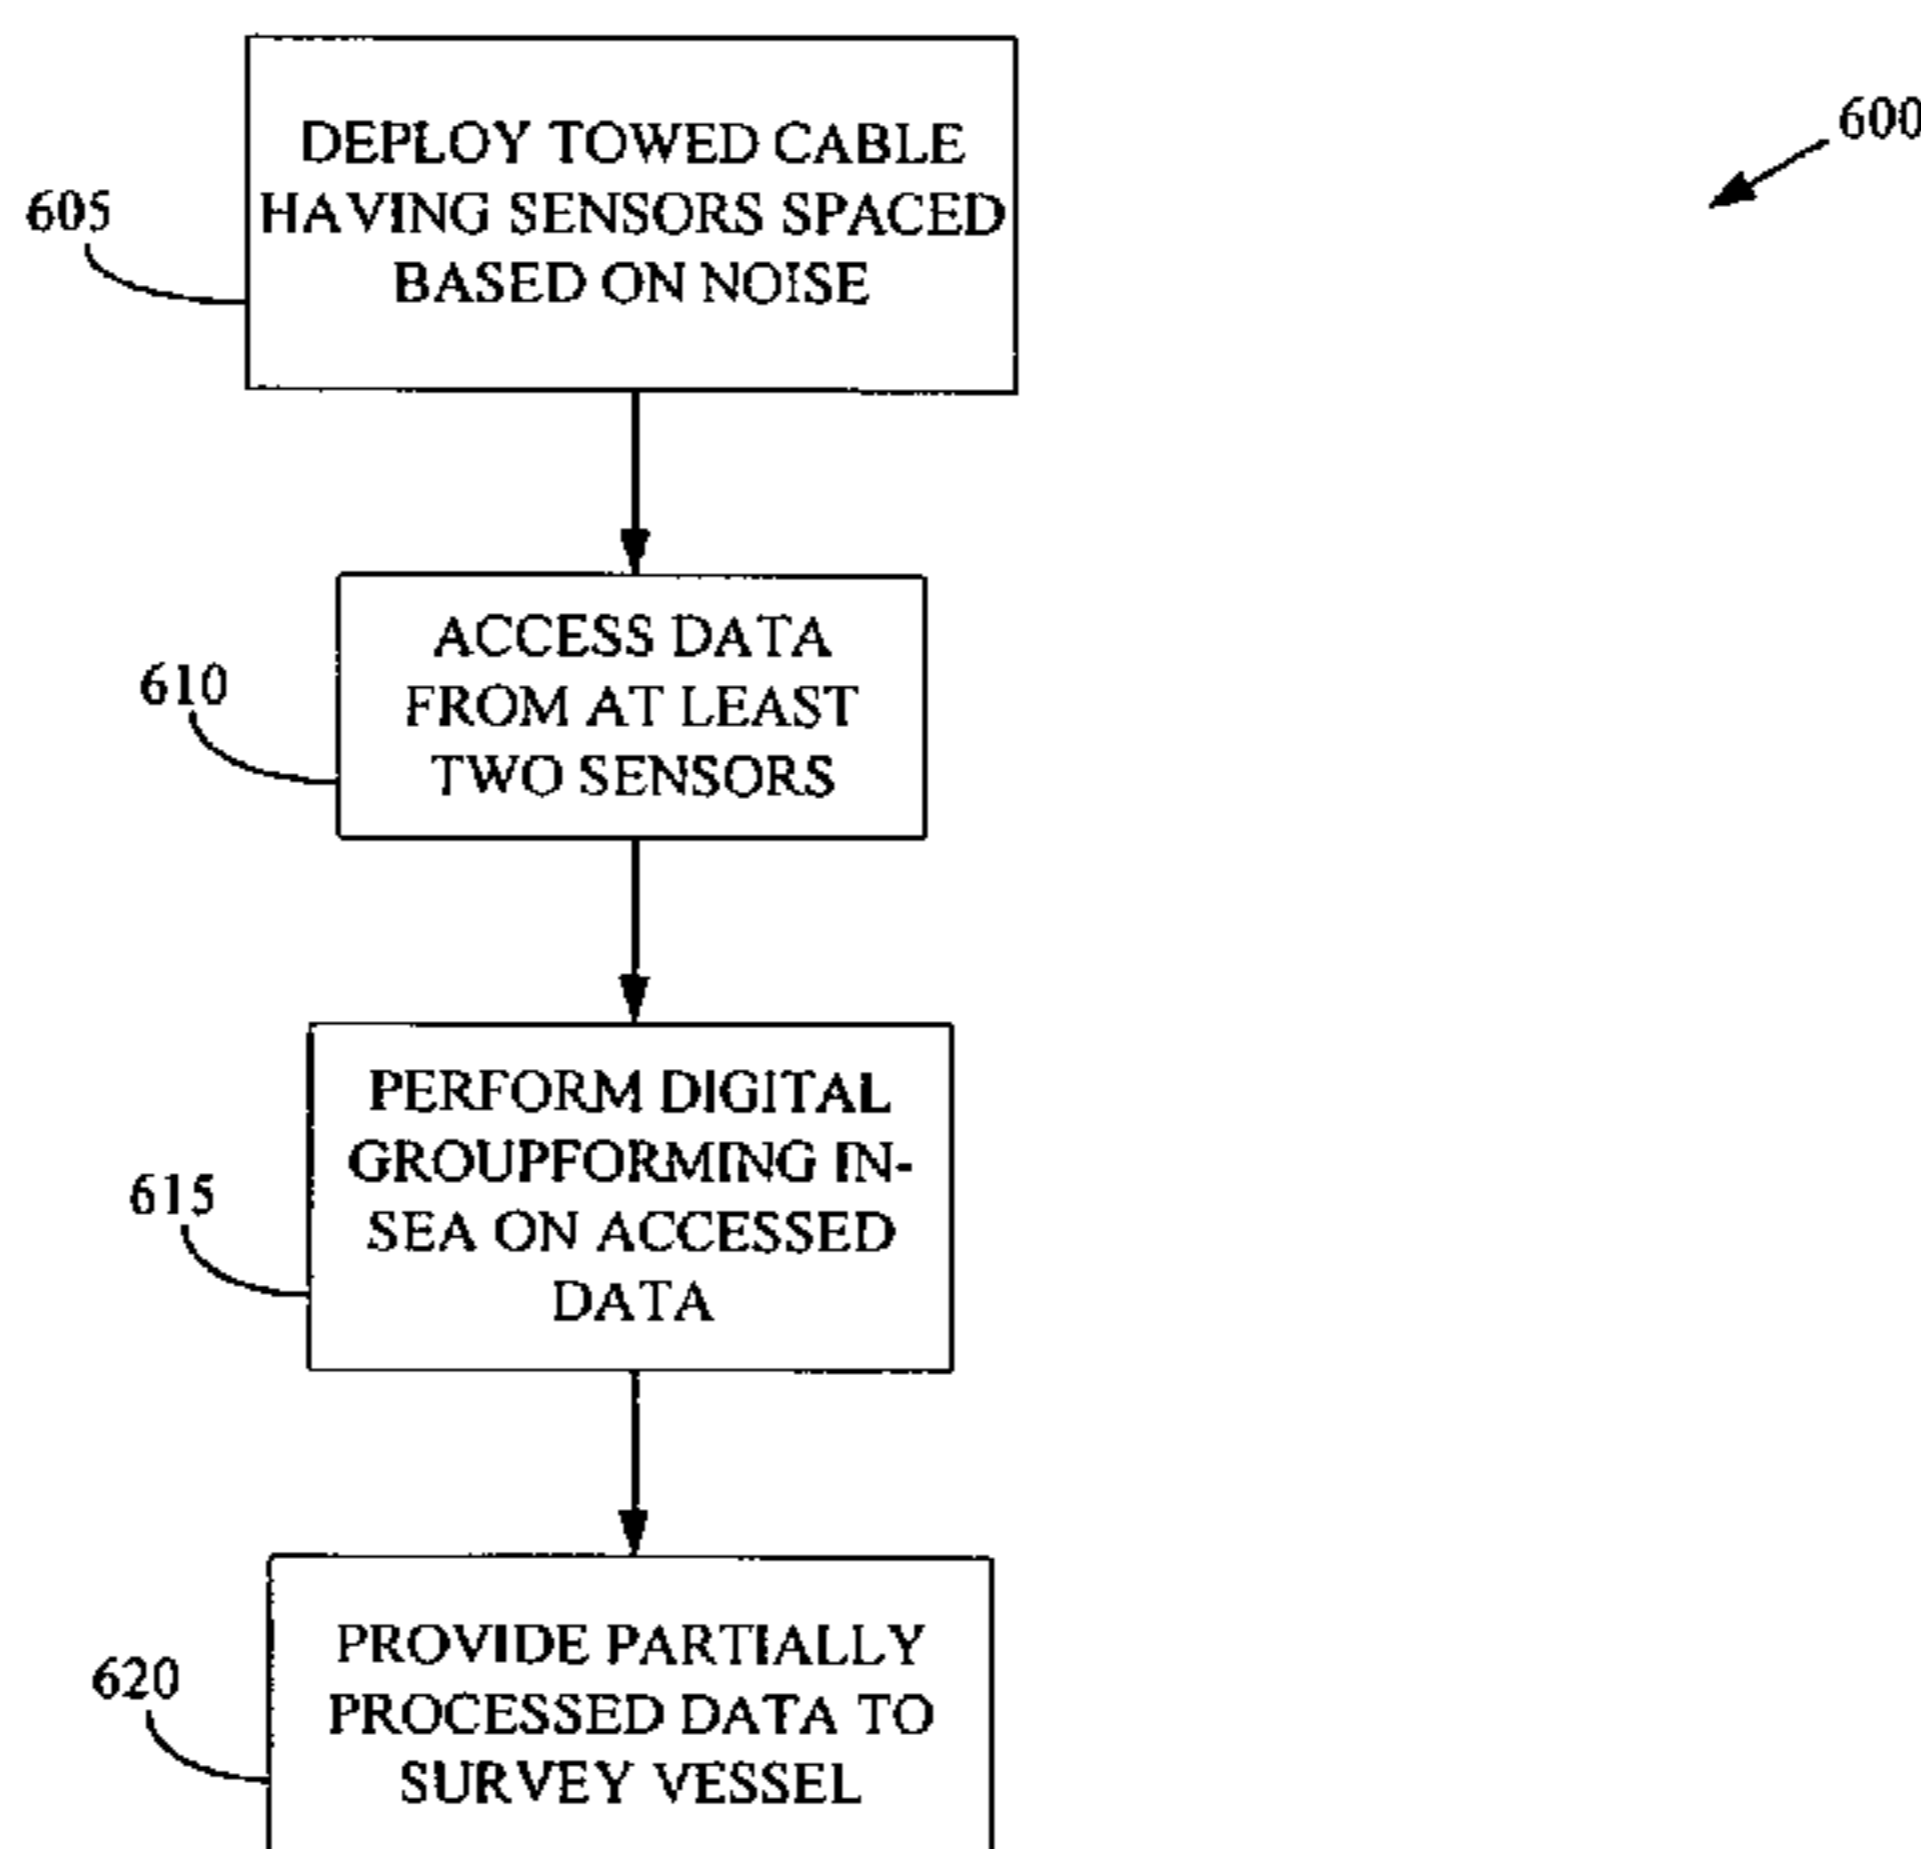 600
DEPLOY TOWED CABLE
HAVING SENSORS SPACED
BASED ON NOISE
605
ACCESS DATA
FROM AT LEAST
TWO SENSORS
610
PERFORM DIGITAL
GROUPFORMING IN-
SEA ON ACCESSED
DATA
615
PROVIDE PARTIALLY
PROCESSED DATA TO
SURVEY VESSEL
620